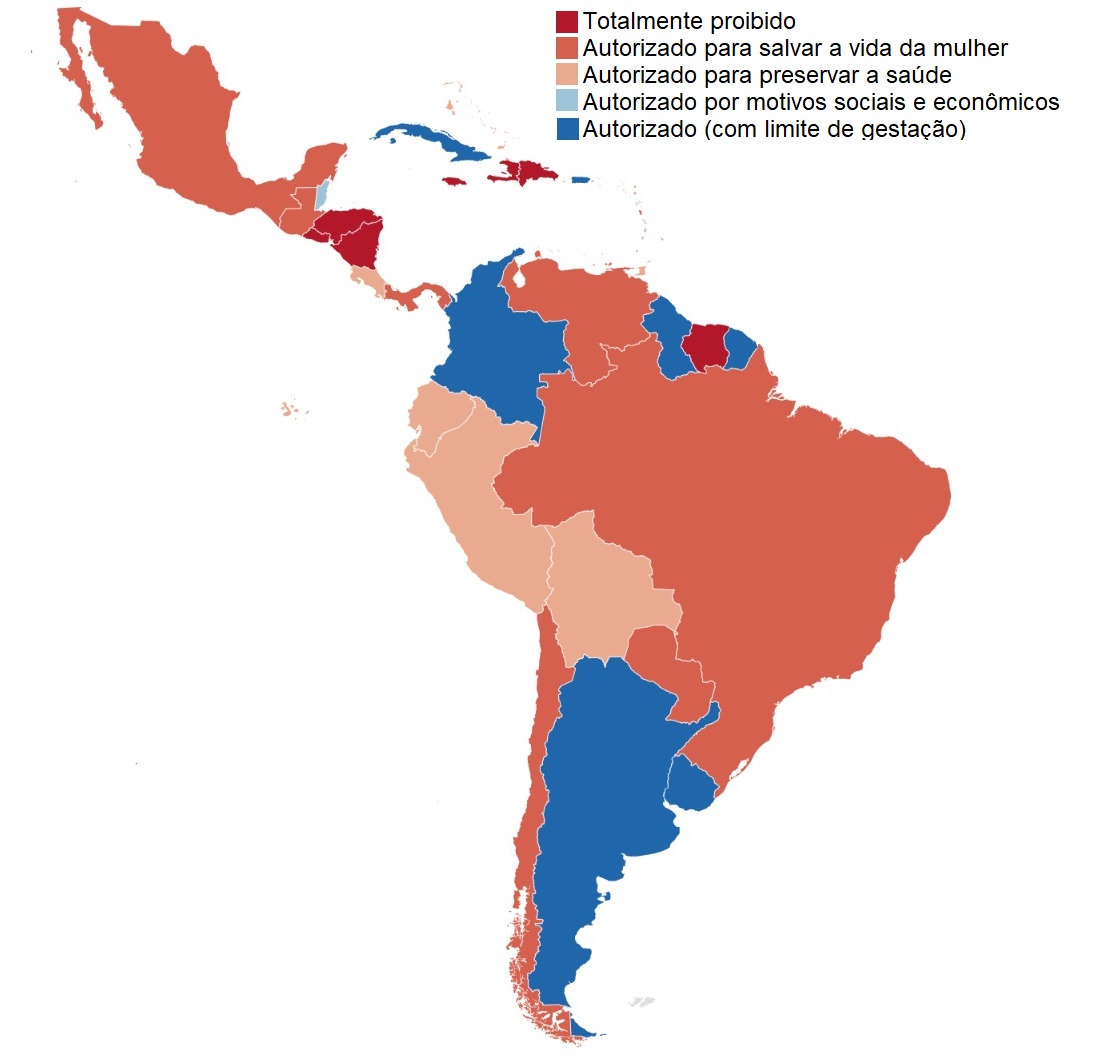 Totalmente proibido
Autorizado para salvar a vida da mulher
Autorizado para preservar a saúde
Autorizado por motivos sociais e econômicos
Autorizado (com limite de gestação)